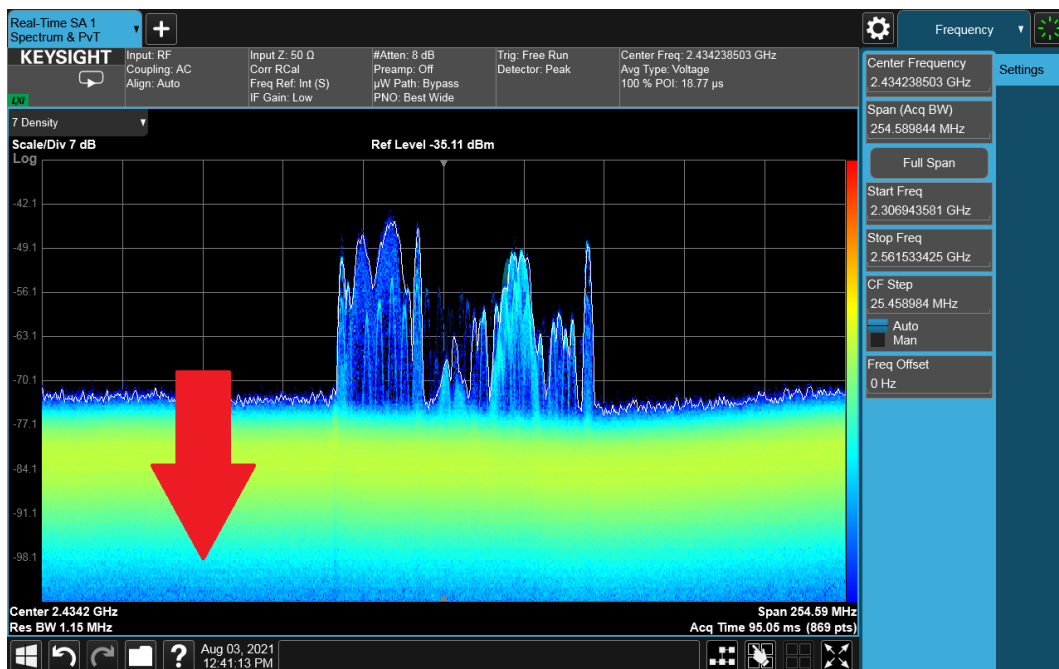 Real-Time SA 1
Spectrum & PvT
Frequency
KEYSIGHT
LXI
Input: RF
Coupling: AC
Align: Auto
Input Z: 50 Ω
Corr RCal
Freq Ref: Int (S)
IF Gain: Low
#Atten: 8 dB
Preamp: Off
µW Path: Bypass
PNO: Best Wide
Trig: Free Run
Detector: Peak
Center Freq: 2.434238503 GHz
Avg Type: Voltage
100 % POI: 18.77 µs
Center Frequency
2.434238503 GHz
Settings
Span (Acq BW)
254.589844 MHz
Full Span
Start Freq
2.306943581 GHz
Stop Freq
2.561533425 GHz
CF Step
25.458984 MHz
Auto
Man
Freq Offset
0 Hz
7 Density
Scale/Div 7 dB
Ref Level -35.11 dBm
Log
-42.1
-49.1
-56.1
-63.1
-70.1
-77.1
-84.1
-91.1
-98.1
Center 2.4342 GHz
Span 254.59 MHz
Res BW 1.15 MHz
Acq Time 95.05 ms (869 pts)
?
Aug 03, 2021
12:41:13 PM